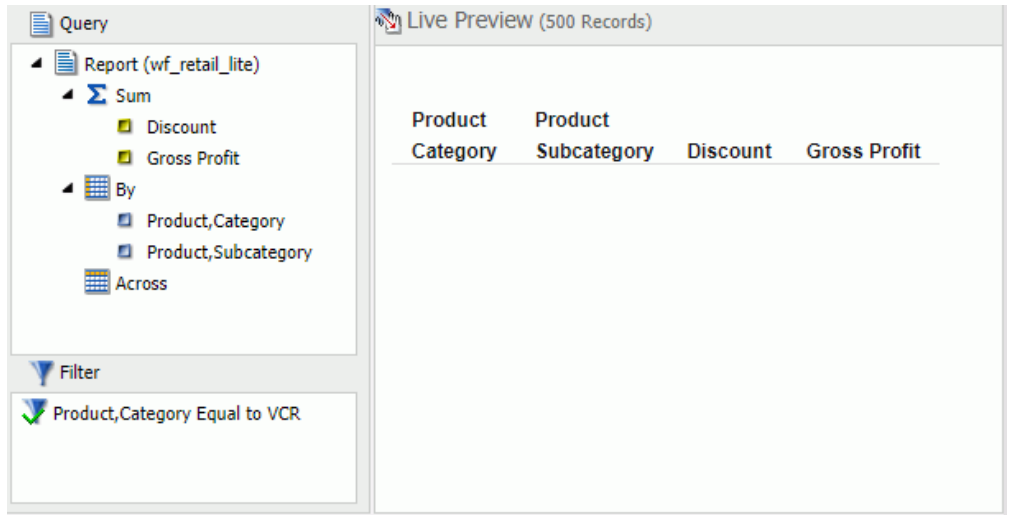 Query
Report (wf_retail_lite)
Sum
Discount
Gross Profit
By
Product,Category
Product,Subcategory
Across
Filter
Product,Category Equal to VCR
Live Preview (500 Records)
Product Product
Category Subcategory Discount Gross Profit